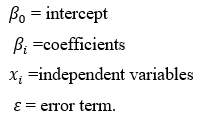 β₀ = intercept
βᵢ =coefficients
xᵢ =independent variables
ε = error term.